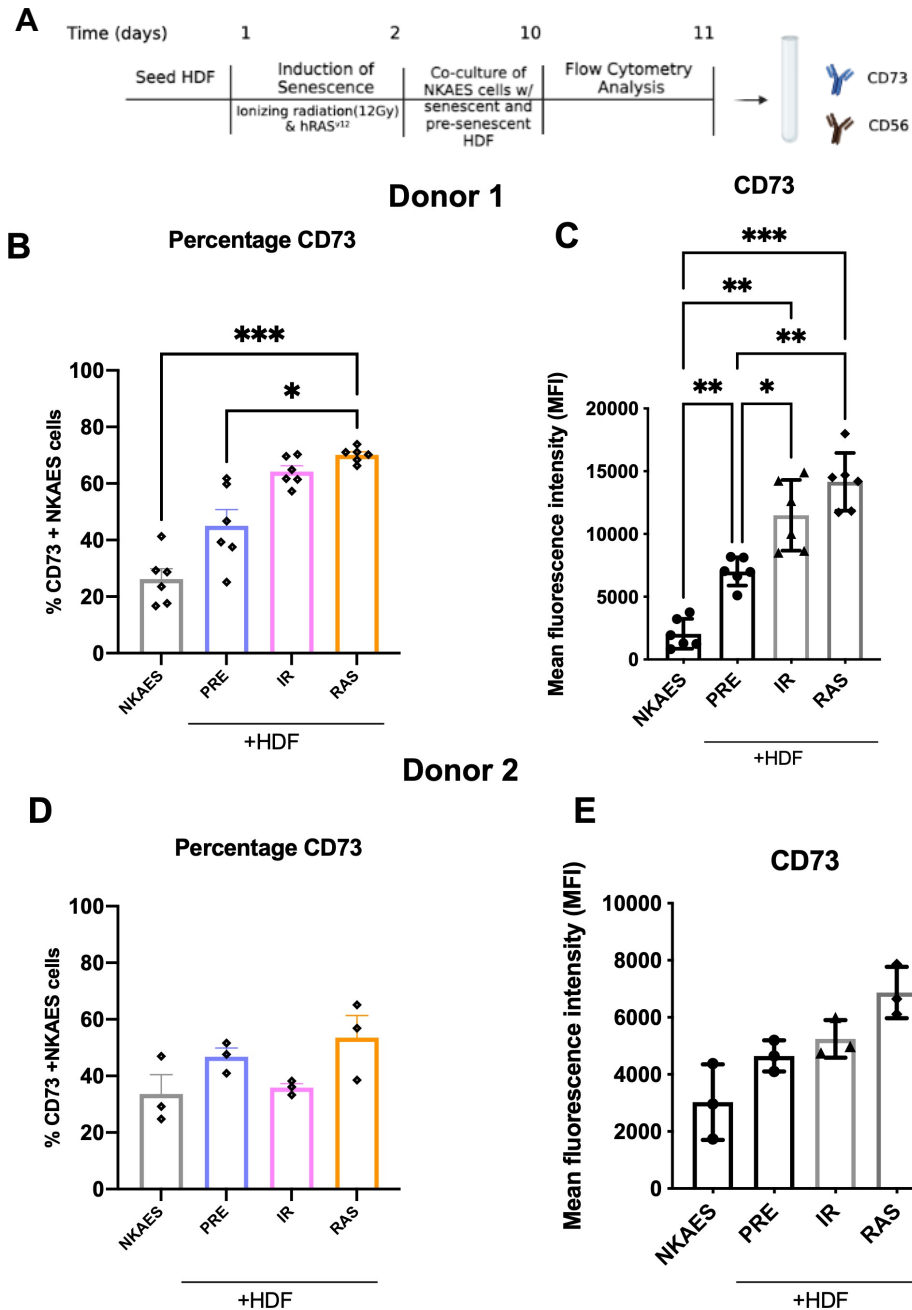 A
Time (days) 1 2 10 11
Seed HDF
Induction of
Senescence
Ionizing radiation(12Gy)
& hRASᵛ¹²
Co-culture of
NKAES cells w/
senescent and
pre-senescent
HDF
Flow Cytometry
Analysis
CD73
CD56
Donor 1
B
Percentage CD73
***
*
% CD73 + NKAES cells
100
80
60
40
20
0
NKAES PRE IR RAS
+HDF
C
CD73
***
**
**
** *
Mean fluorescence intensity (MFI)
20000
15000
10000
5000
0
NKAES PRE IR RAS
+HDF
Donor 2
D
Percentage CD73
% CD73 +NKAES cells
100
80
60
40
20
0
NKAES PRE IR RAS
+HDF
E
CD73
Mean fluorescence intensity (MFI)
10000
8000
6000
4000
2000
0
NKAES PRE IR RAS
+HDF